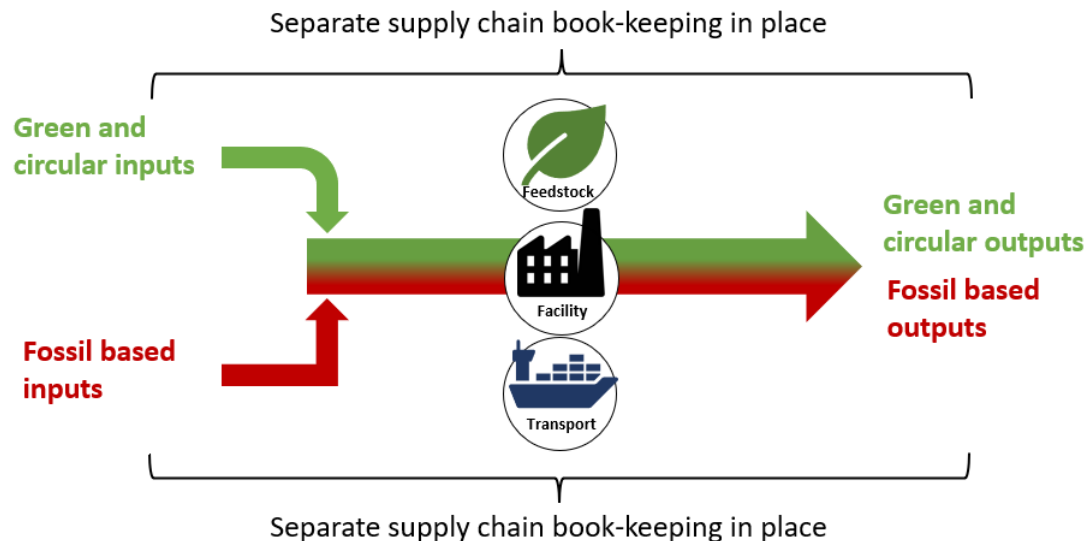 Separate supply chain book-keeping in place
Green and
circular inputs
Feedstock
Green and
circular outputs
Facility
Fossil based
outputs
Fossil based
inputs
Transport
Separate supply chain book-keeping in place